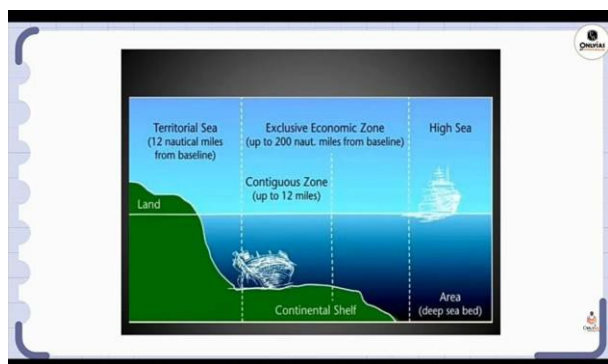 ONLYIAS
Territorial Sea
(12 nautical miles
from baseline)
Exclusive Economic Zone
(up to 200 naut. miles from baseline)
High Sea
Contiguous Zone
(up to 12 miles)
Land
Continental Shelf
Area
(deep sea bed)